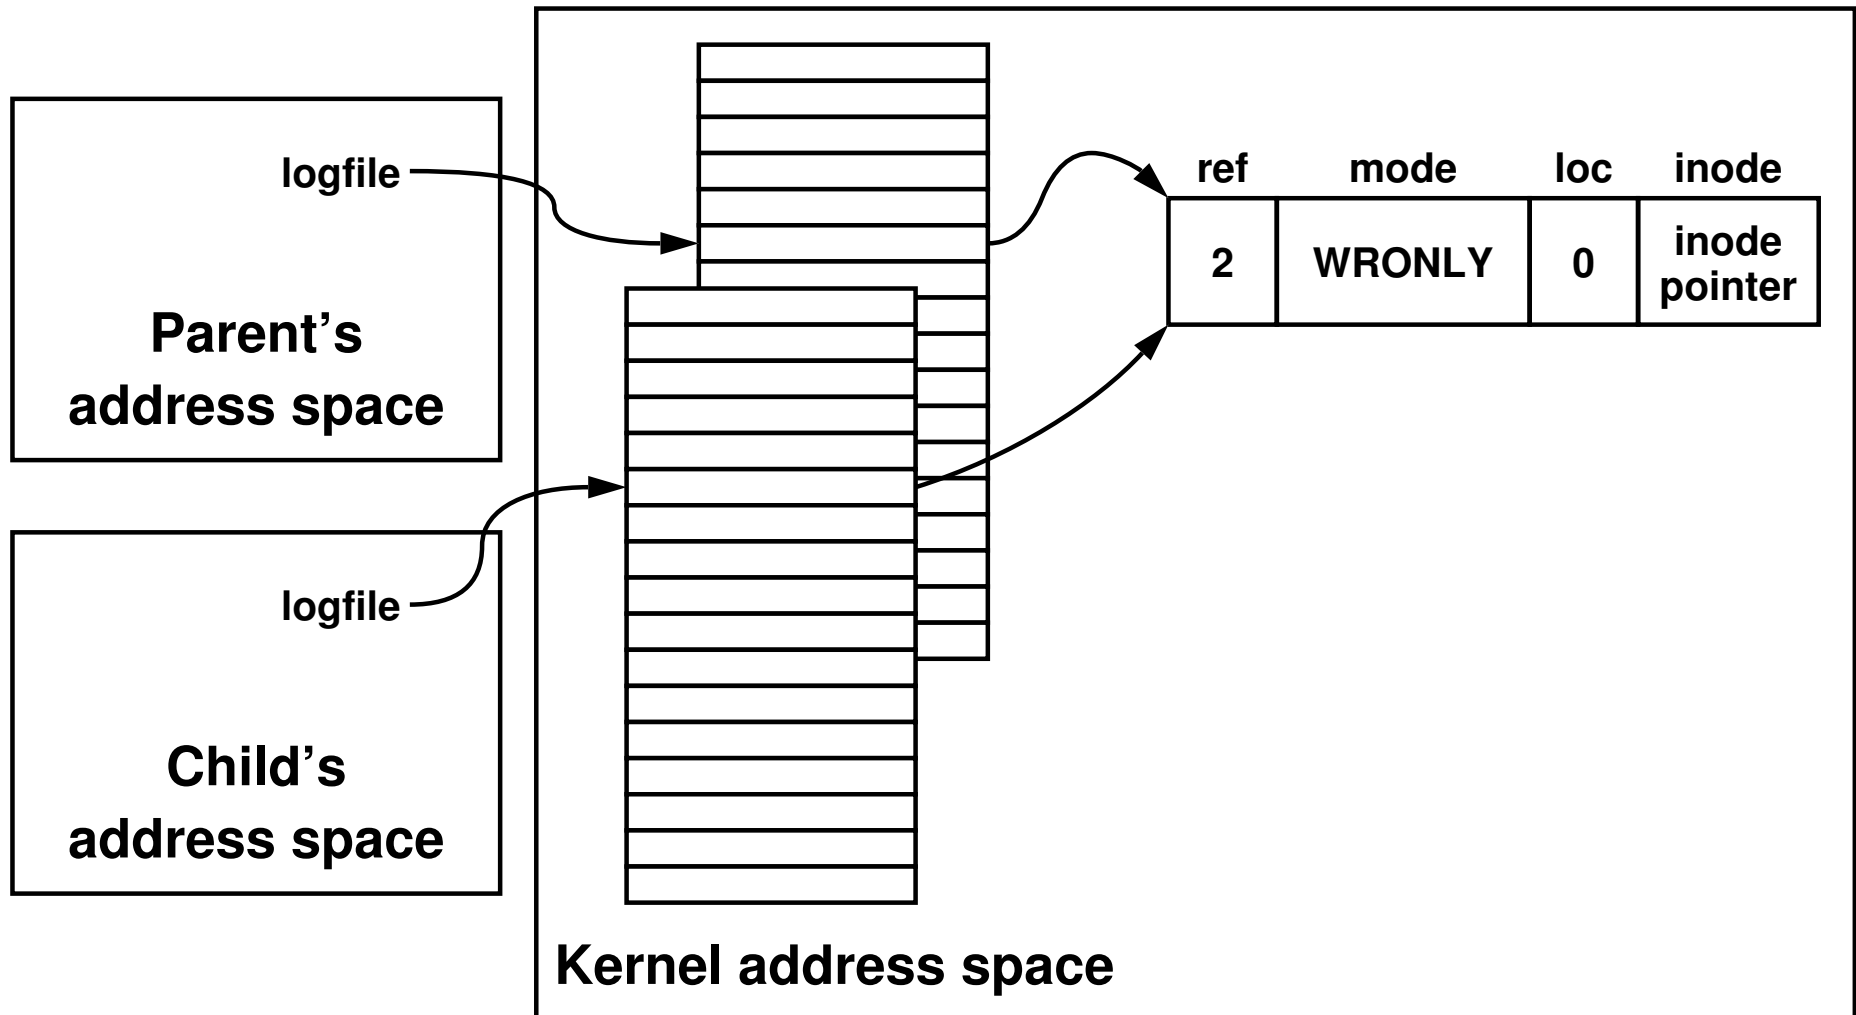 logfile
Parent’s
address space
logfile
Child’s
address space
ref mode loc inode
2 WRONLY 0 inode
pointer
Kernel address space